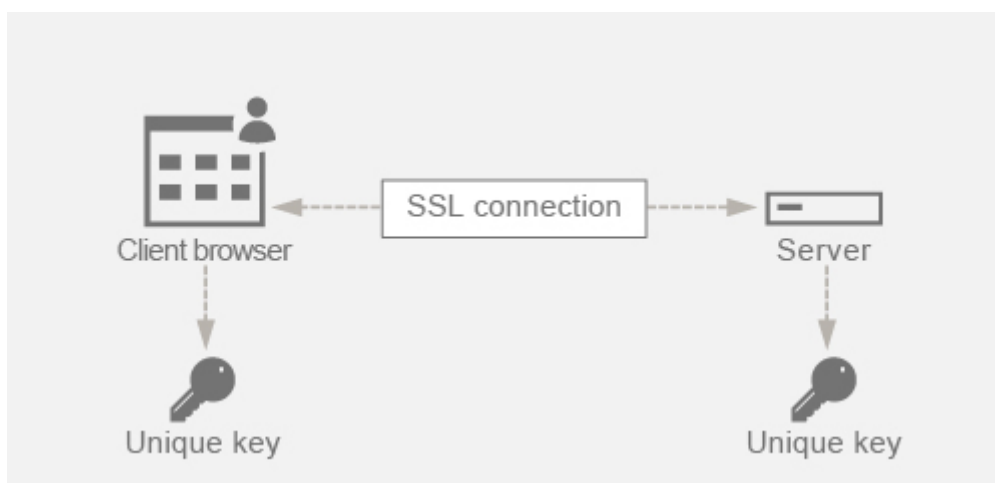 SSL connection
Client browser
Server
Unique key
Unique key